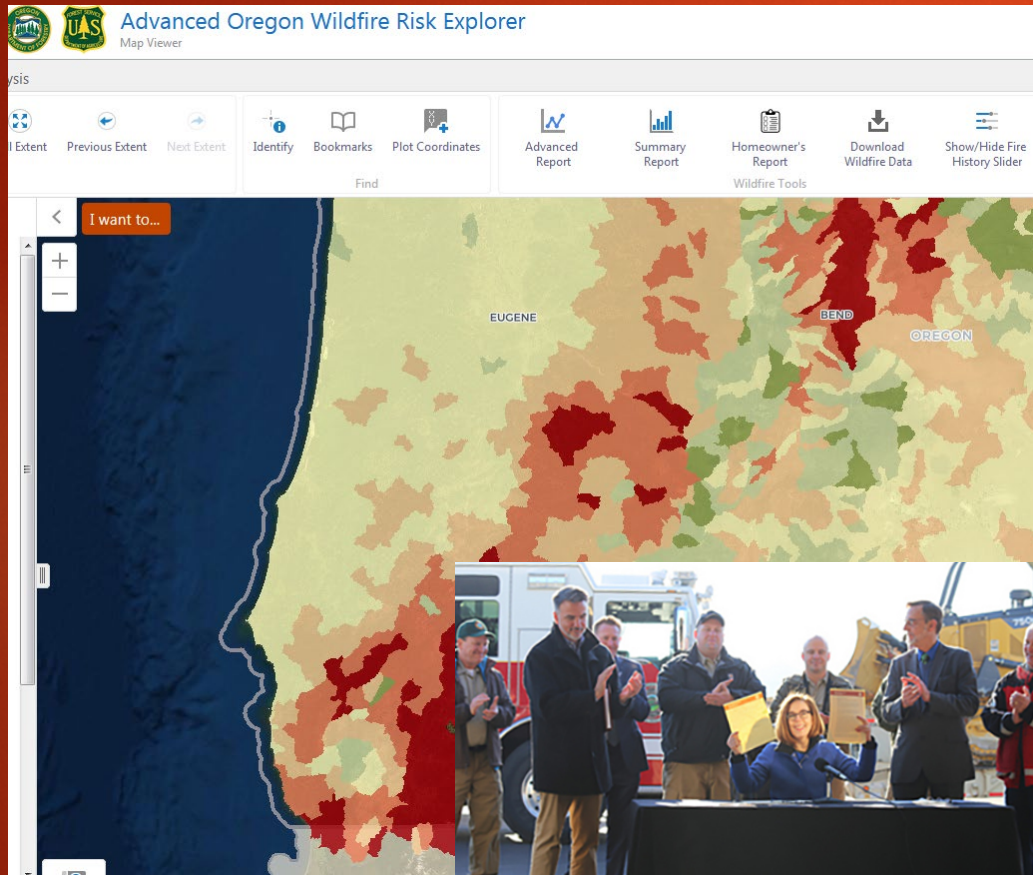 Advanced Oregon Wildfire Risk Explorer
Map Viewer
ysis
l Extent
Previous Extent
Next Extent
Identify
Bookmarks
Plot Coordinates
Advanced
Report
Summary
Report
Homeowner's
Report
Download
Wildfire Data
Show/Hide Fire
History Slider
Find
Wildfire Tools
I want to...
EUGENE
BEND
OREGON